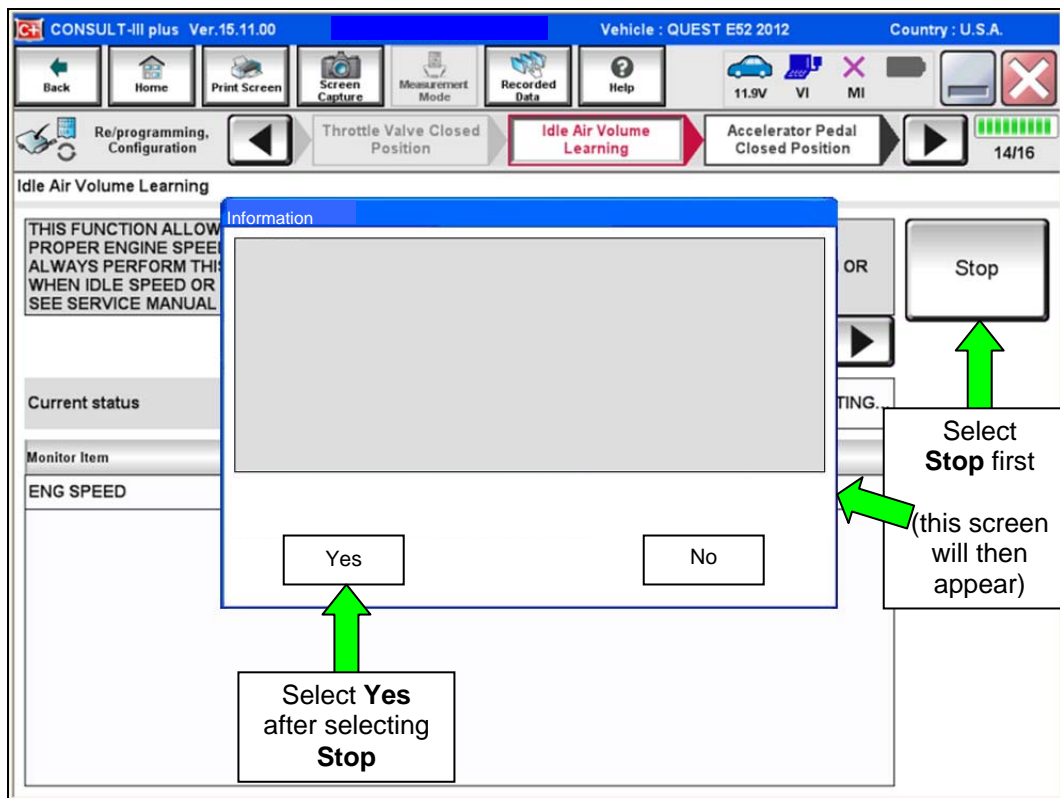 CONSULT-III plus Ver.15.11.00
Vehicle : QUEST E52 2012
Country : U.S.A.
Back
Home
Print Screen
Screen
Capture
Measurement
Mode
Recorded
Data
Help
11.9V
VI
MI
Re/programming,
Configuration
Throttle Valve Closed
Position
Idle Air Volume
Learning
Accelerator Pedal
Closed Position
14/16
Idle Air Volume Learning
THIS FUNCTION ALLOW
PROPER ENGINE SPEE
ALWAYS PERFORM THI
OR
WHEN IDLE SPEED OR
SEE SERVICE MANUAL
Stop
Information
Current status
TING...
Monitor Item
ENG SPEED
Yes
No
Select
Stop first
(this screen
will then
appear)
Select Yes
after selecting
Stop